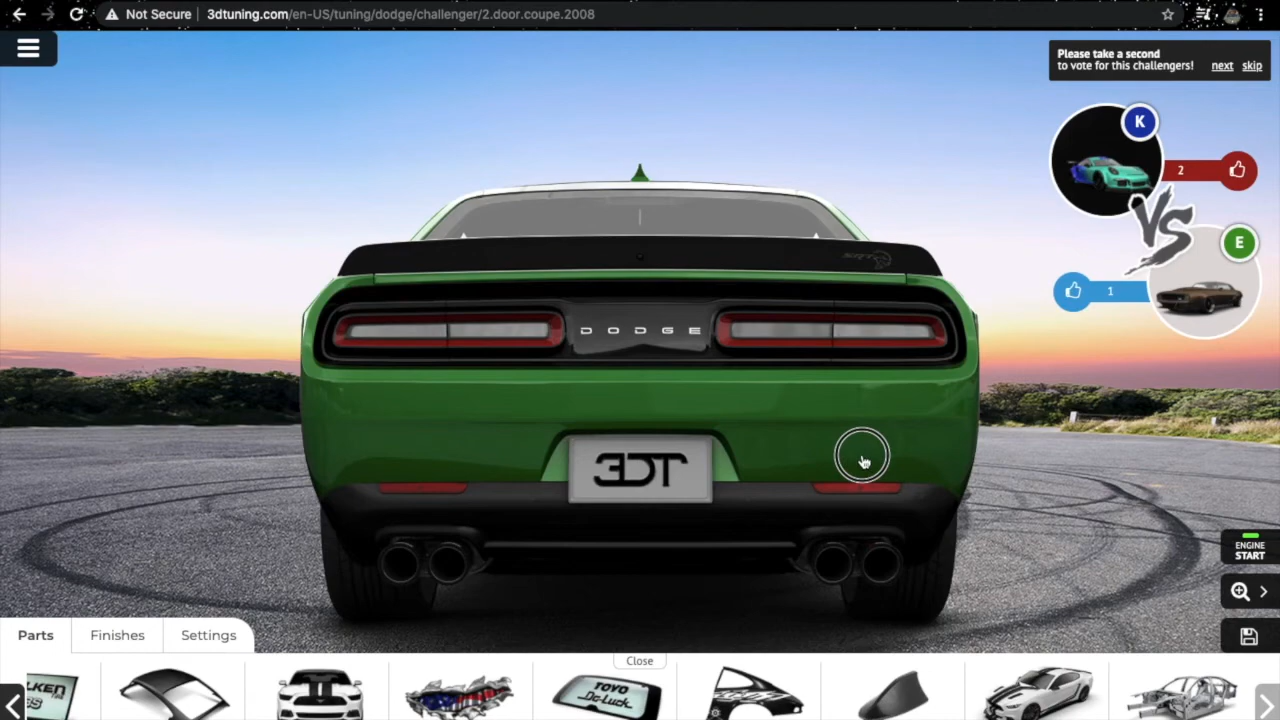 Not Secure | 3dtuning.com/en-US/tuning/dodge/challenger/2.door.coupe.2008
Please take a second
to vote for this challengers! next skip
K
2
VS
E
1
DODGE
3DT
ENGINE
START
Parts Finishes Settings
Close
TOYO